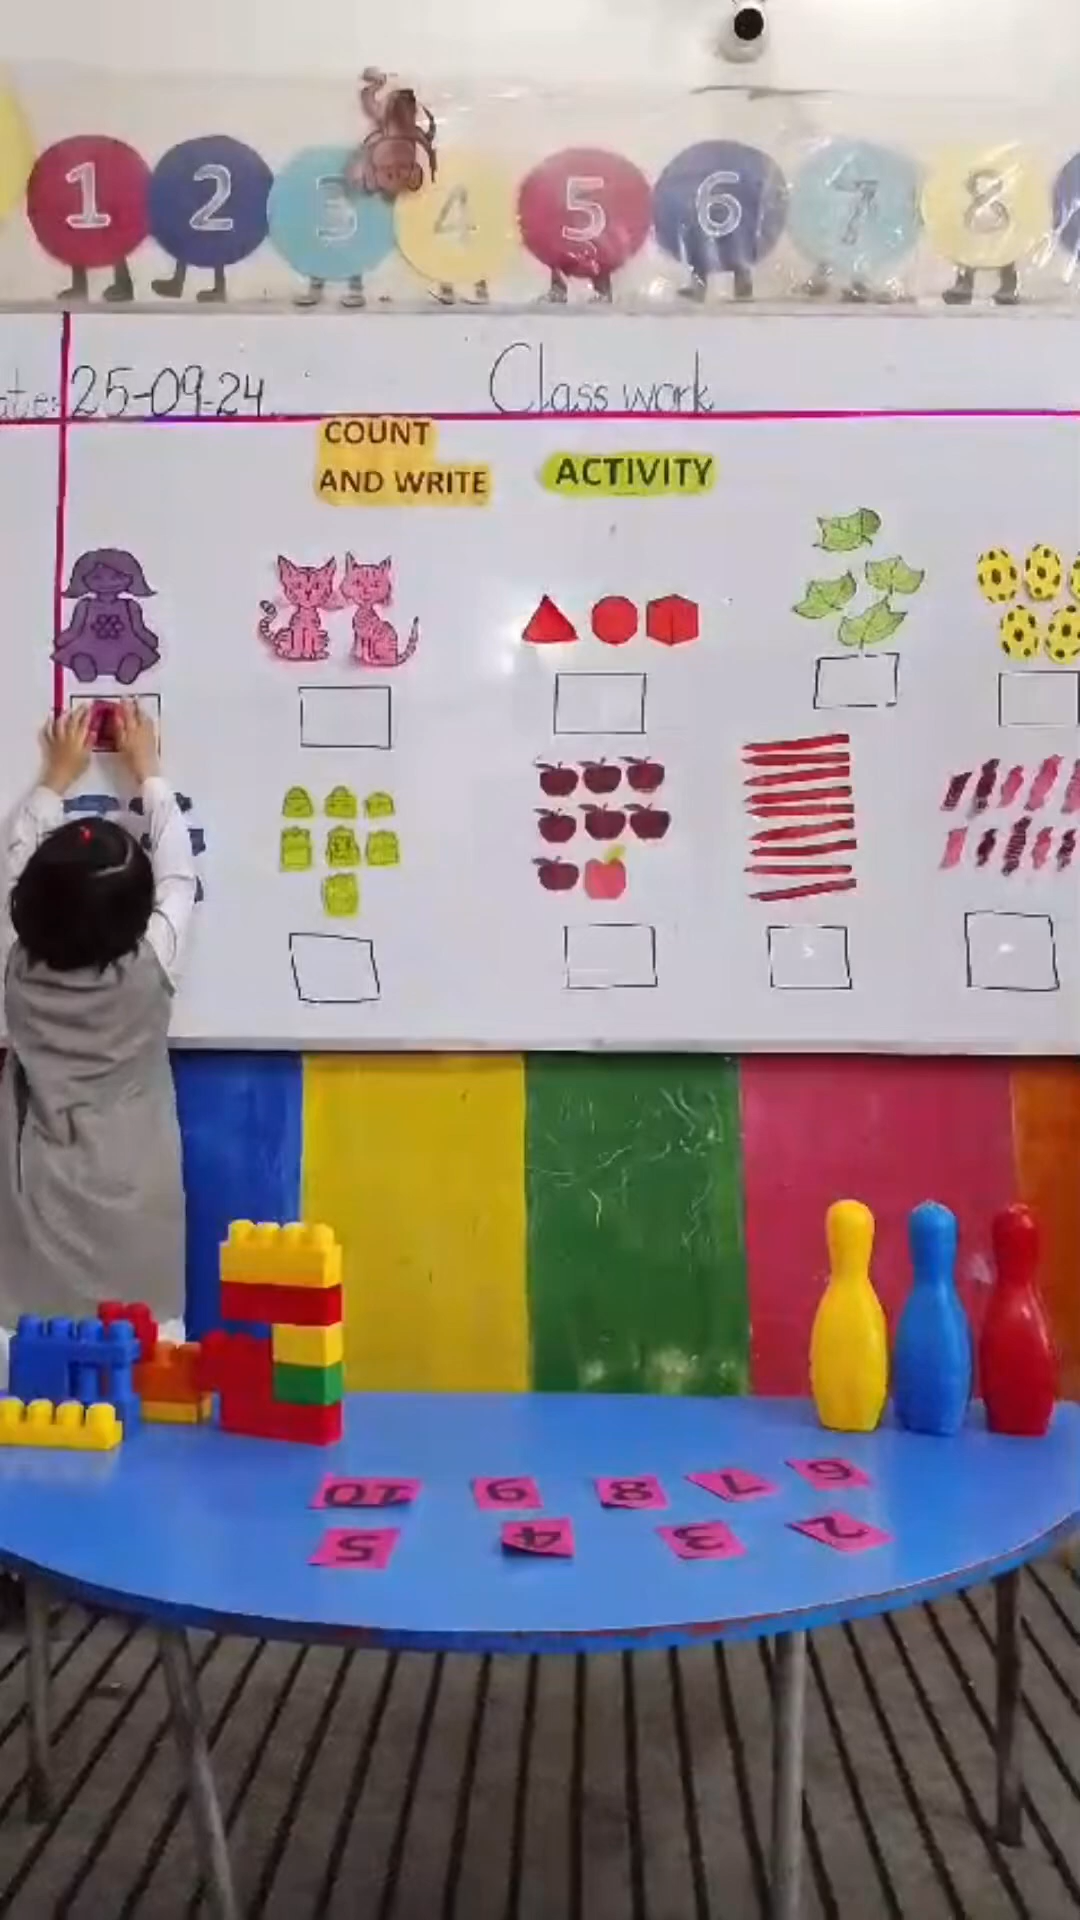 1 2 3 4 5 6 7 8
25-09-24 Class work
COUNT
AND WRITE
ACTIVITY
10 9 8 7 6
5 4 3 2